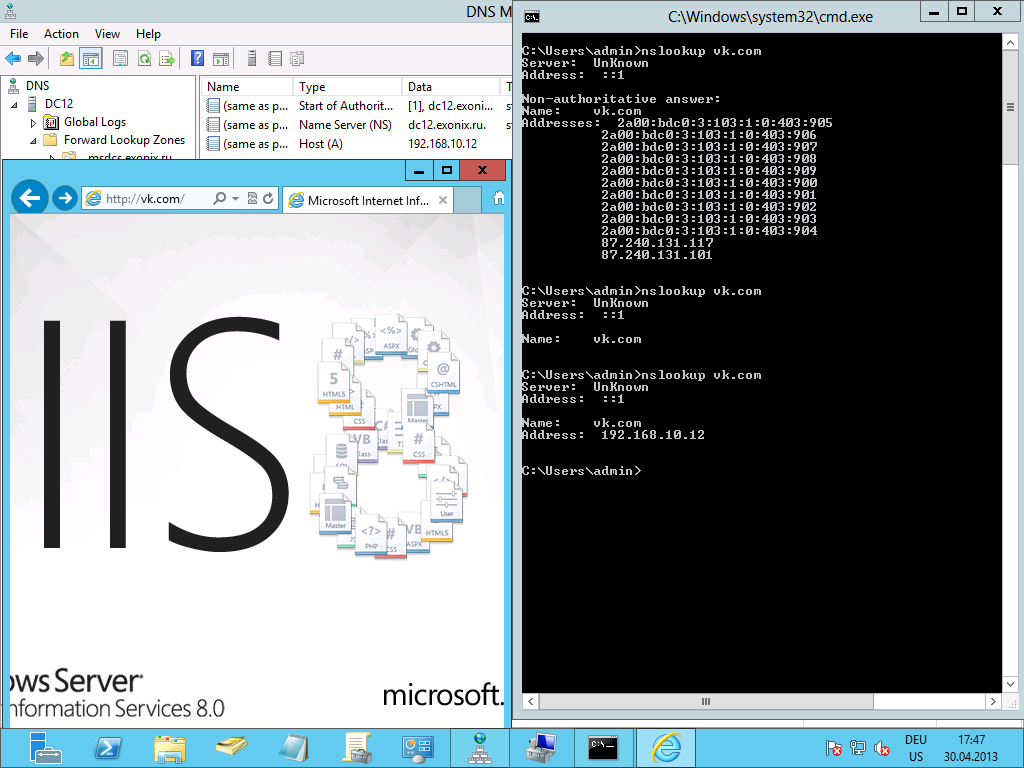 DNS M
File Action View Help
DNS
DC12
Global Logs
Forward Lookup Zones
msdcs.exonix.ru
Name Type Data
(same as p... Start of Authorit... [1], dc12.exoni...
(same as p... Name Server (NS) dc12.exonix.ru.
(same as p... Host (A) 192.168.10.12
http://vk.com/
Microsoft Internet Inf...
IIS
<%>
ASPX
#
5
HTML5
HTML
CSS
@
CSHTML
Master
#
CSS
VB
Class
User
Master
<?>
PHP
#
CSS
VB
ASPX
HTML5
ows Server
nformation Services 8.0
microsoft.
C:\Windows\system32\cmd.exe
C:\Users\admin>nslookup vk.com
Server: UnKnown
Address: ::1
Non-authoritative answer:
Name: vk.com
Addresses: 2a00:bdc0:3:103:1:0:403:905
2a00:bdc0:3:103:1:0:403:906
2a00:bdc0:3:103:1:0:403:907
2a00:bdc0:3:103:1:0:403:908
2a00:bdc0:3:103:1:0:403:909
2a00:bdc0:3:103:1:0:403:900
2a00:bdc0:3:103:1:0:403:901
2a00:bdc0:3:103:1:0:403:902
2a00:bdc0:3:103:1:0:403:903
2a00:bdc0:3:103:1:0:403:904
87.240.131.117
87.240.131.101
C:\Users\admin>nslookup vk.com
Server: UnKnown
Address: ::1
Name: vk.com
C:\Users\admin>nslookup vk.com
Server: UnKnown
Address: ::1
Name: vk.com
Address: 192.168.10.12
C:\Users\admin>
DEU
US
17:47
30.04.2013